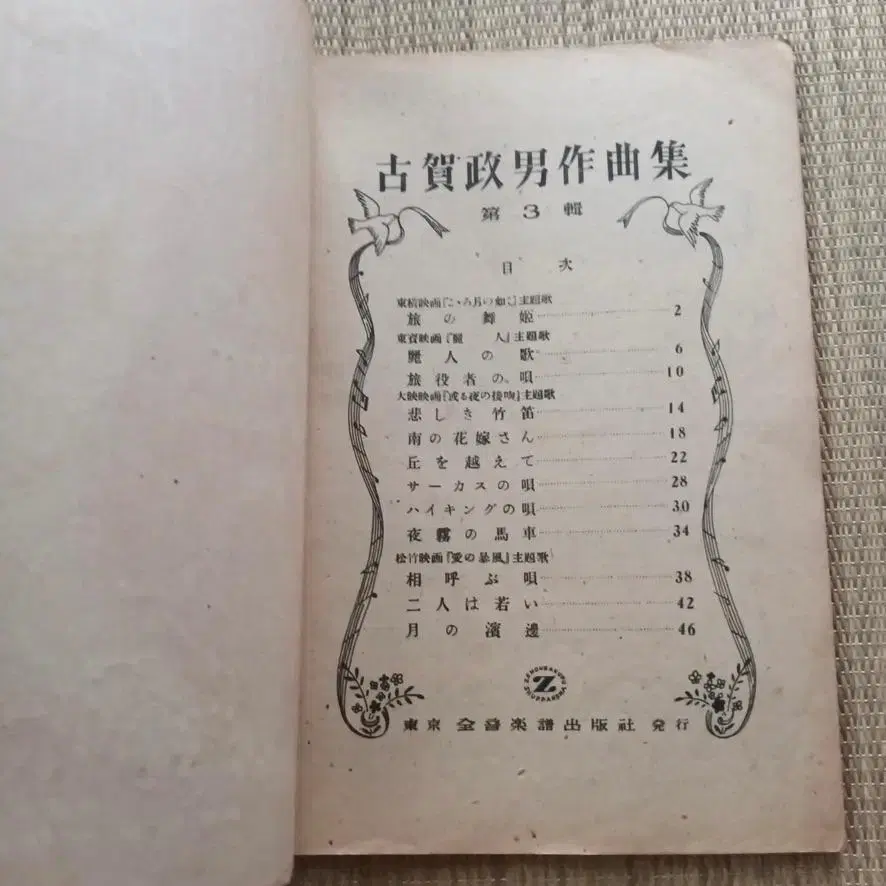 古賀政男作曲集
第3輯
目次
東横映画『こゝろ月の如く』主題歌
旅の舞姫 2
東宝映画『麗人』主題歌
麗人の歌 6
旅役者の唄 10
大映映画『或る夜の接吻』主題歌
悲しき竹笛 14
南の花嫁さん 18
丘を越えて 22
サーカスの唄 28
ハイキングの唄 30
夜霧の馬車 34
松竹映画『愛の暴風』主題歌
相呼ぶ唄 38
二人は若い 42
月の濱邊 46
ZENONGAKUFU
Z
SHUPPANSHA
東京 全音楽譜出版社 発行